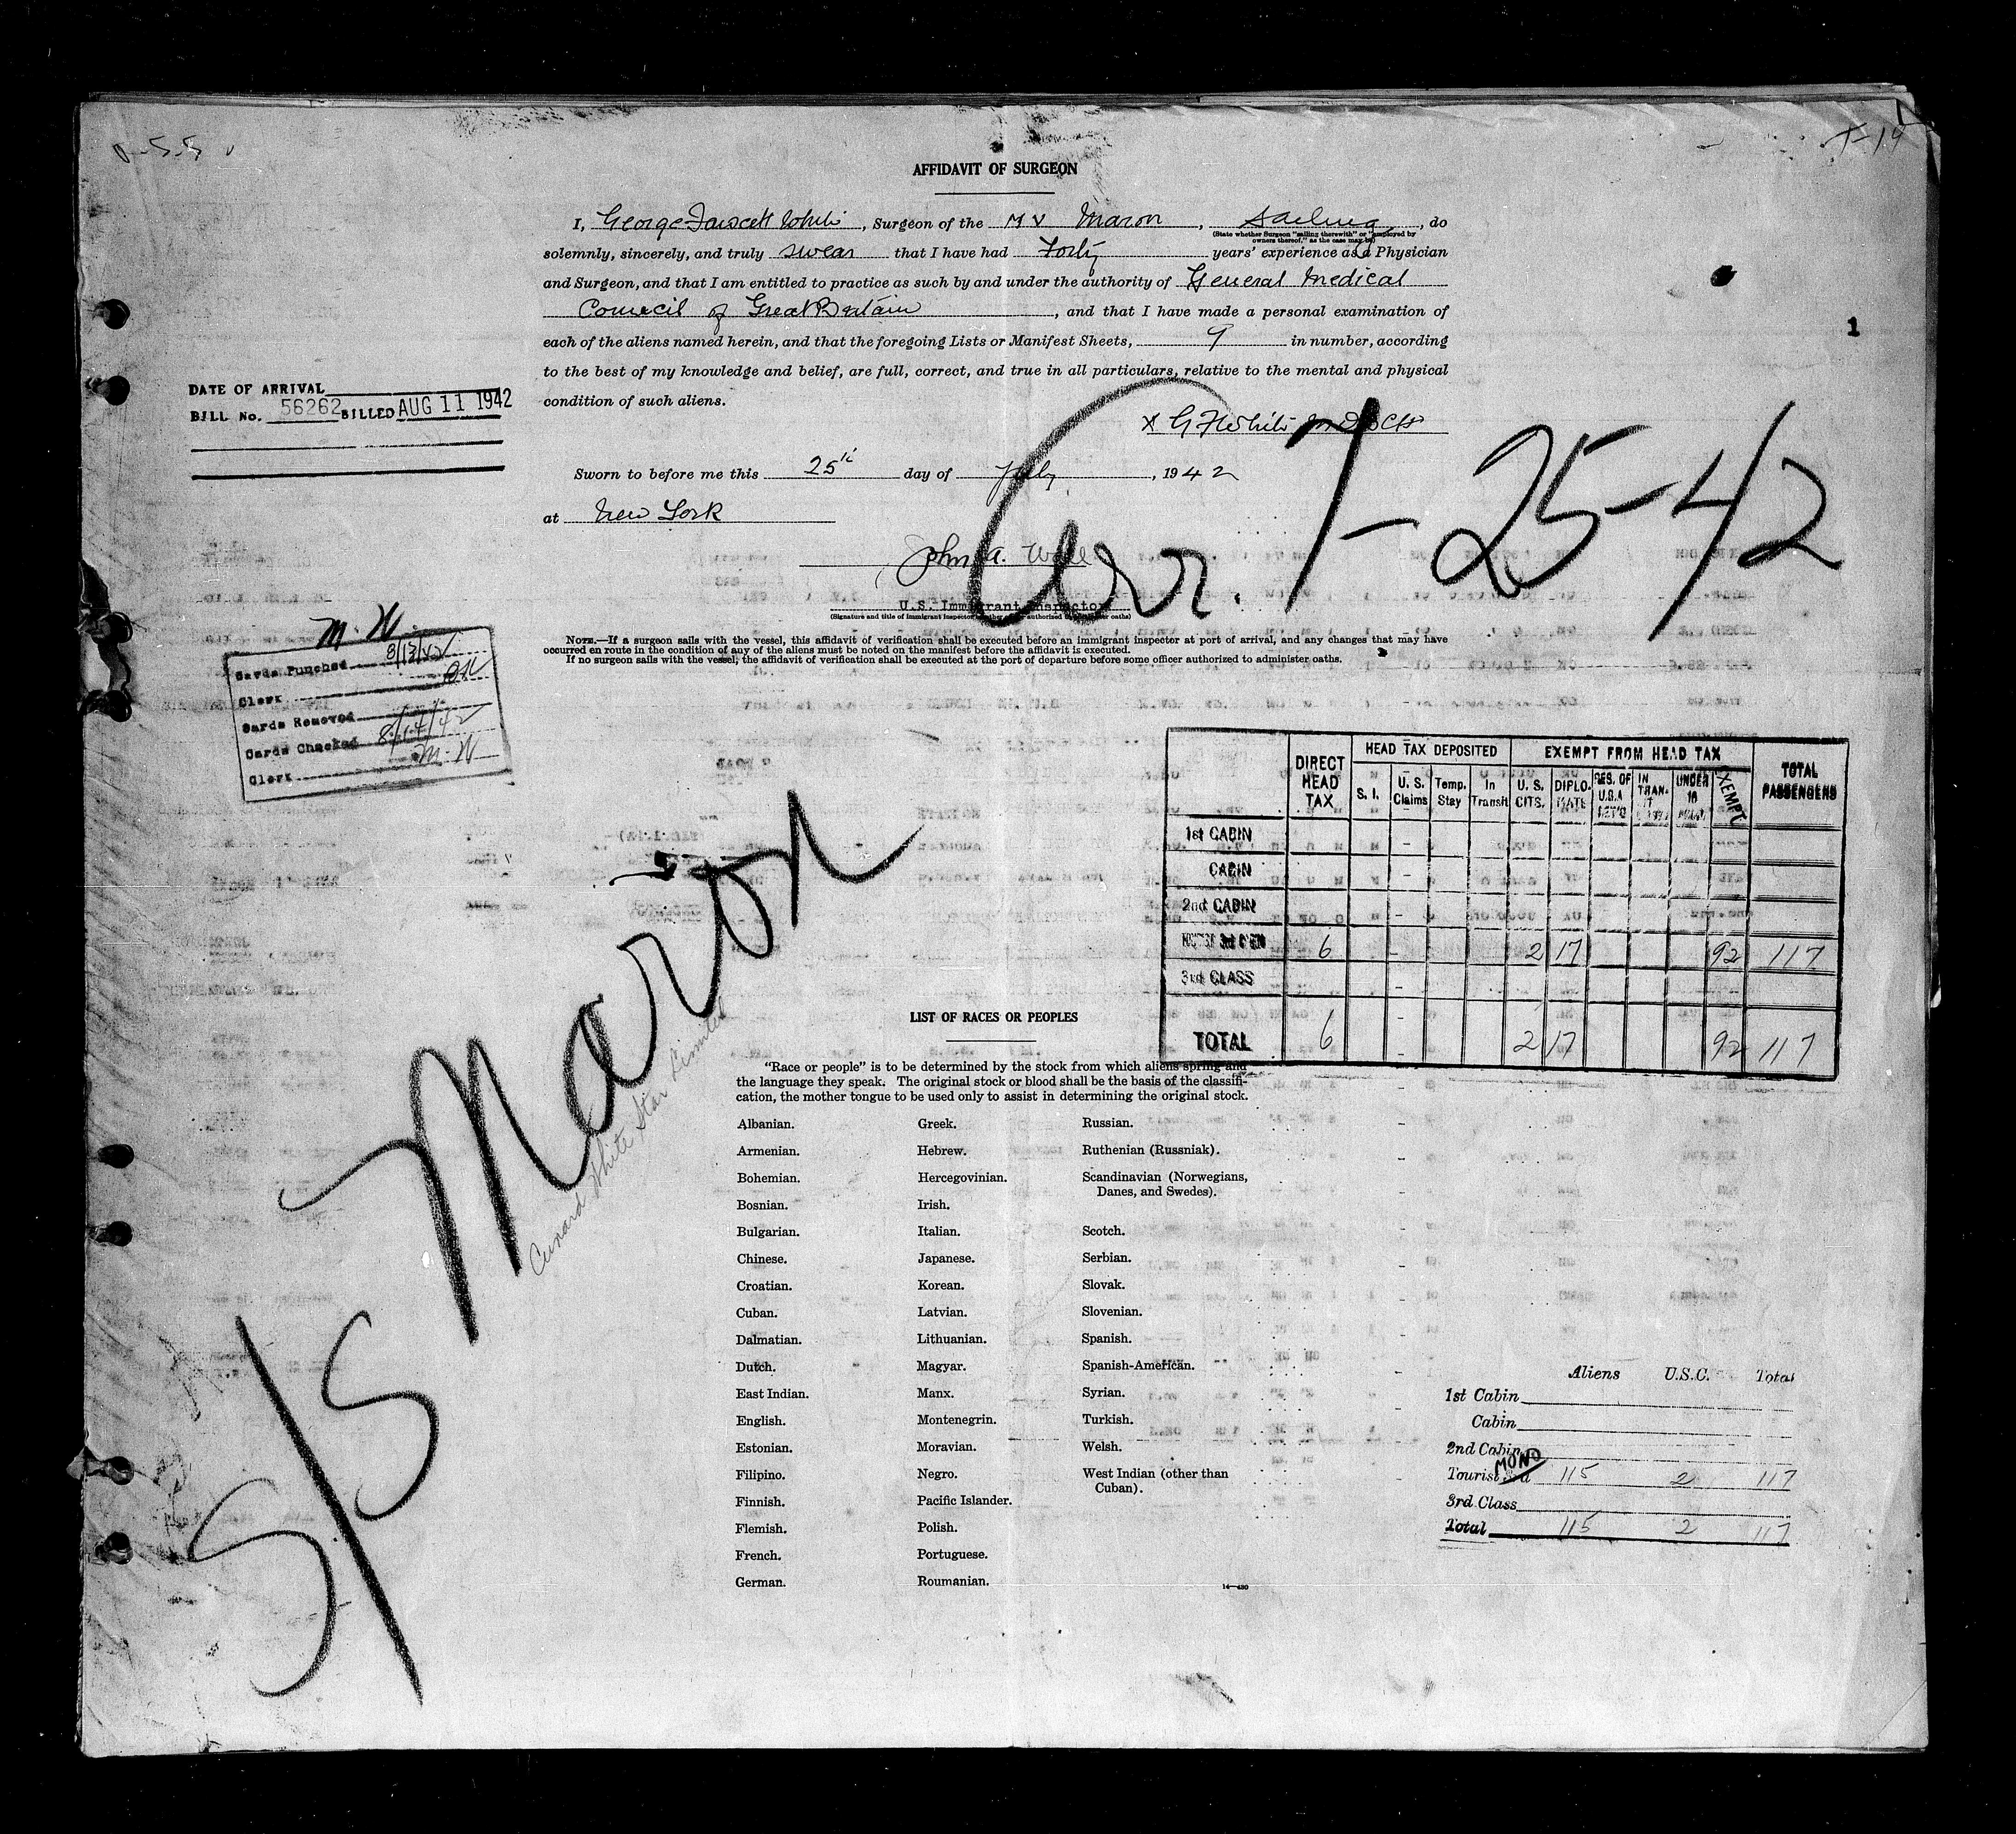 AFFIDAVIT OF SURGEON
I, George Fawcett White, Surgeon of the MV Maron, Sailing, do
(State whether Surgeon "sailing therewith" or "employed by
owners thereof," as the case may be)
solemnly, sincerely, and truly swear that I have had Forty years' experience as a Physician
and Surgeon, and that I am entitled to practice as such by and under the authority of General Medical
Council of Great Britain, and that I have made a personal examination of
each of the aliens named herein, and that the foregoing Lists or Manifest Sheets, 9 in number, according
to the best of my knowledge and belief, are full, correct, and true in all particulars, relative to the mental and physical
condition of such aliens.
1
DATE OF ARRIVAL
BILL No. 56262 BILLED AUG 11 1942
x G F White
Arr. 7-25-42
Sworn to before me this 25th day of July, 1942
at New York
John A.
U.S. Immigrant Inspector
NOTE.—If a surgeon sails with the vessel, this affidavit of verification shall be executed before an immigrant inspector at port of arrival, and any changes that may have
occurred en route in the condition of any of the aliens must be noted on the manifest before the affidavit is executed.
If no surgeon sails with the vessel, the affidavit of verification shall be executed at the port of departure before some officer authorized to administer oaths.
M. W.
Cards Punched 8/13/42
Clerk
Cards Removed
Cards Checked 8/14/42
Clerk M. W
DIRECT HEAD TAX HEAD TAX DEPOSITED EXEMPT FROM HEAD TAX TOTAL PASSENGERS
S. I. U. S. Claims Temp. Stay In Transit U. S. CITS. DIPLO- MATE RES. OF U.S.A IN TRAN- UNDER 16 EXEMPT
1st CABIN
CABIN
2nd CABIN
6 2 17 92 117
3rd CLASS
TOTAL 6 2 17 92 117
S/S Maron
Cunard White Star Limited
LIST OF RACES OR PEOPLES
"Race or people" is to be determined by the stock from which aliens spring and
the language they speak. The original stock or blood shall be the basis of the classifi-
cation, the mother tongue to be used only to assist in determining the original stock.
Albanian.
Armenian.
Bohemian.
Bosnian.
Bulgarian.
Chinese.
Croatian.
Cuban.
Dalmatian.
Dutch.
East Indian.
English.
Estonian.
Filipino.
Finnish.
Flemish.
French.
German.
Greek.
Hebrew.
Hercegovinian.
Irish.
Italian.
Japanese.
Korean.
Latvian.
Lithuanian.
Magyar.
Manx.
Montenegrin.
Moravian.
Negro.
Pacific Islander.
Polish.
Portuguese.
Roumanian.
Russian.
Ruthenian (Russniak).
Scandinavian (Norwegians,
Danes, and Swedes).
Scotch.
Serbian.
Slovak.
Slovenian.
Spanish.
Spanish-American.
Syrian.
Turkish.
Welsh.
West Indian (other than
Cuban).
14—430
Aliens U.S.C. Total
1st Cabin
Cabin
2nd Cabin
MONO
Tourist 3rd 115 2 117
3rd Class
Total 115 2 117